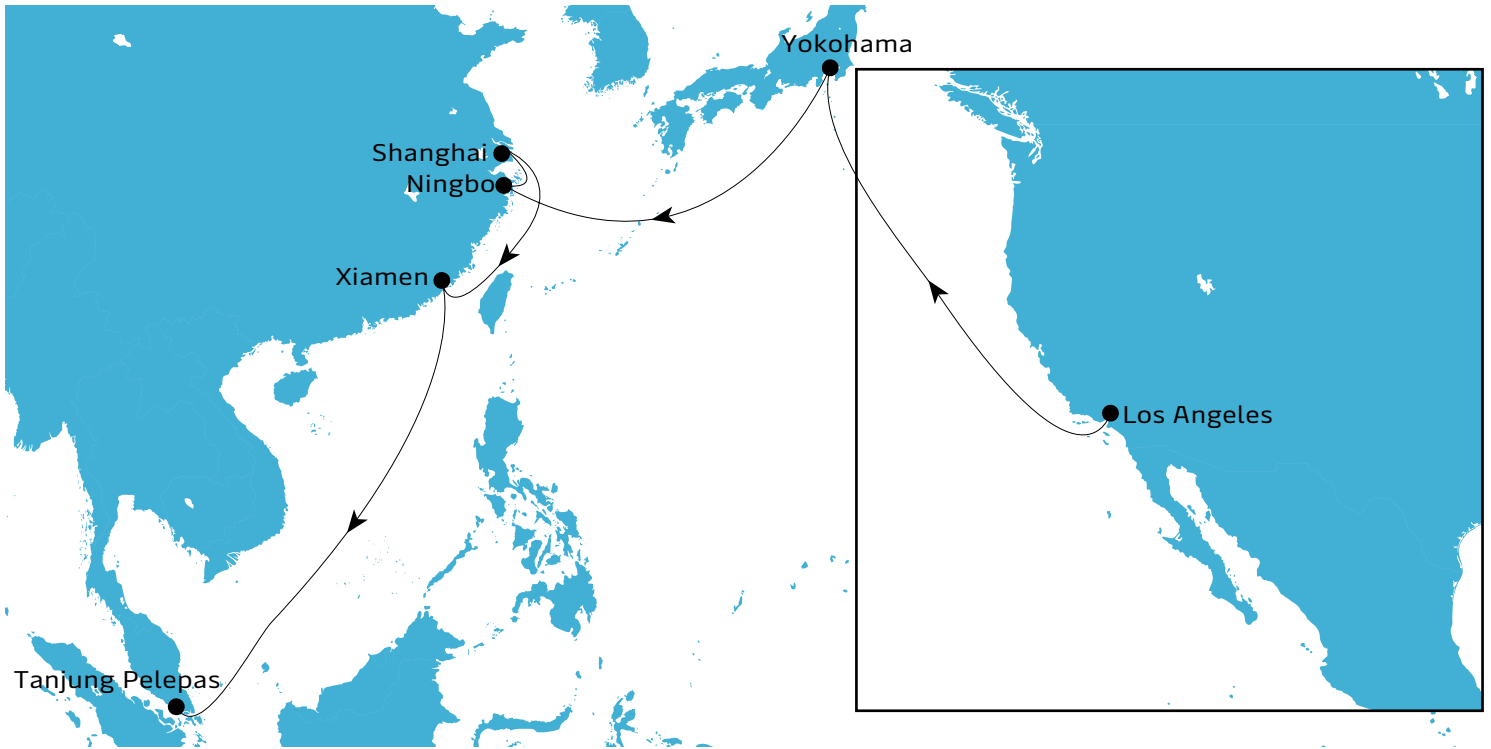 Yokohama
Shanghai
Ningbo
Xiamen
Los Angeles
Tanjung Pelepas